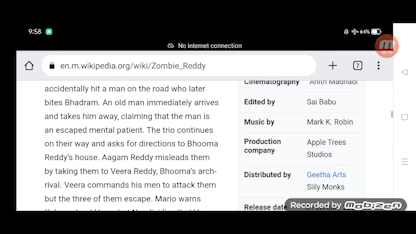 9:58
64%
No internet connection
en.m.wikipedia.org/wiki/Zombie_Reddy
7
accidentally hit a man on the road who later
bites Bhadram. An old man immediately arrives
and takes him away, claiming that the man is
an escaped mental patient. The trio continues
on their way and asks for directions to Bhooma
Reddy's house. Aagam Reddy misleads them
by taking them to Veera Reddy, Bhooma's arch-
rival. Veera commands his men to attack them
but the three of them escape. Mario warns
Cinematography
Edited by Sai Babu
Music by Mark K. Robin
Production company Apple Trees Studios
Distributed by Geetha Arts
Silly Monks
Release date
Recorded by MOBIZEN